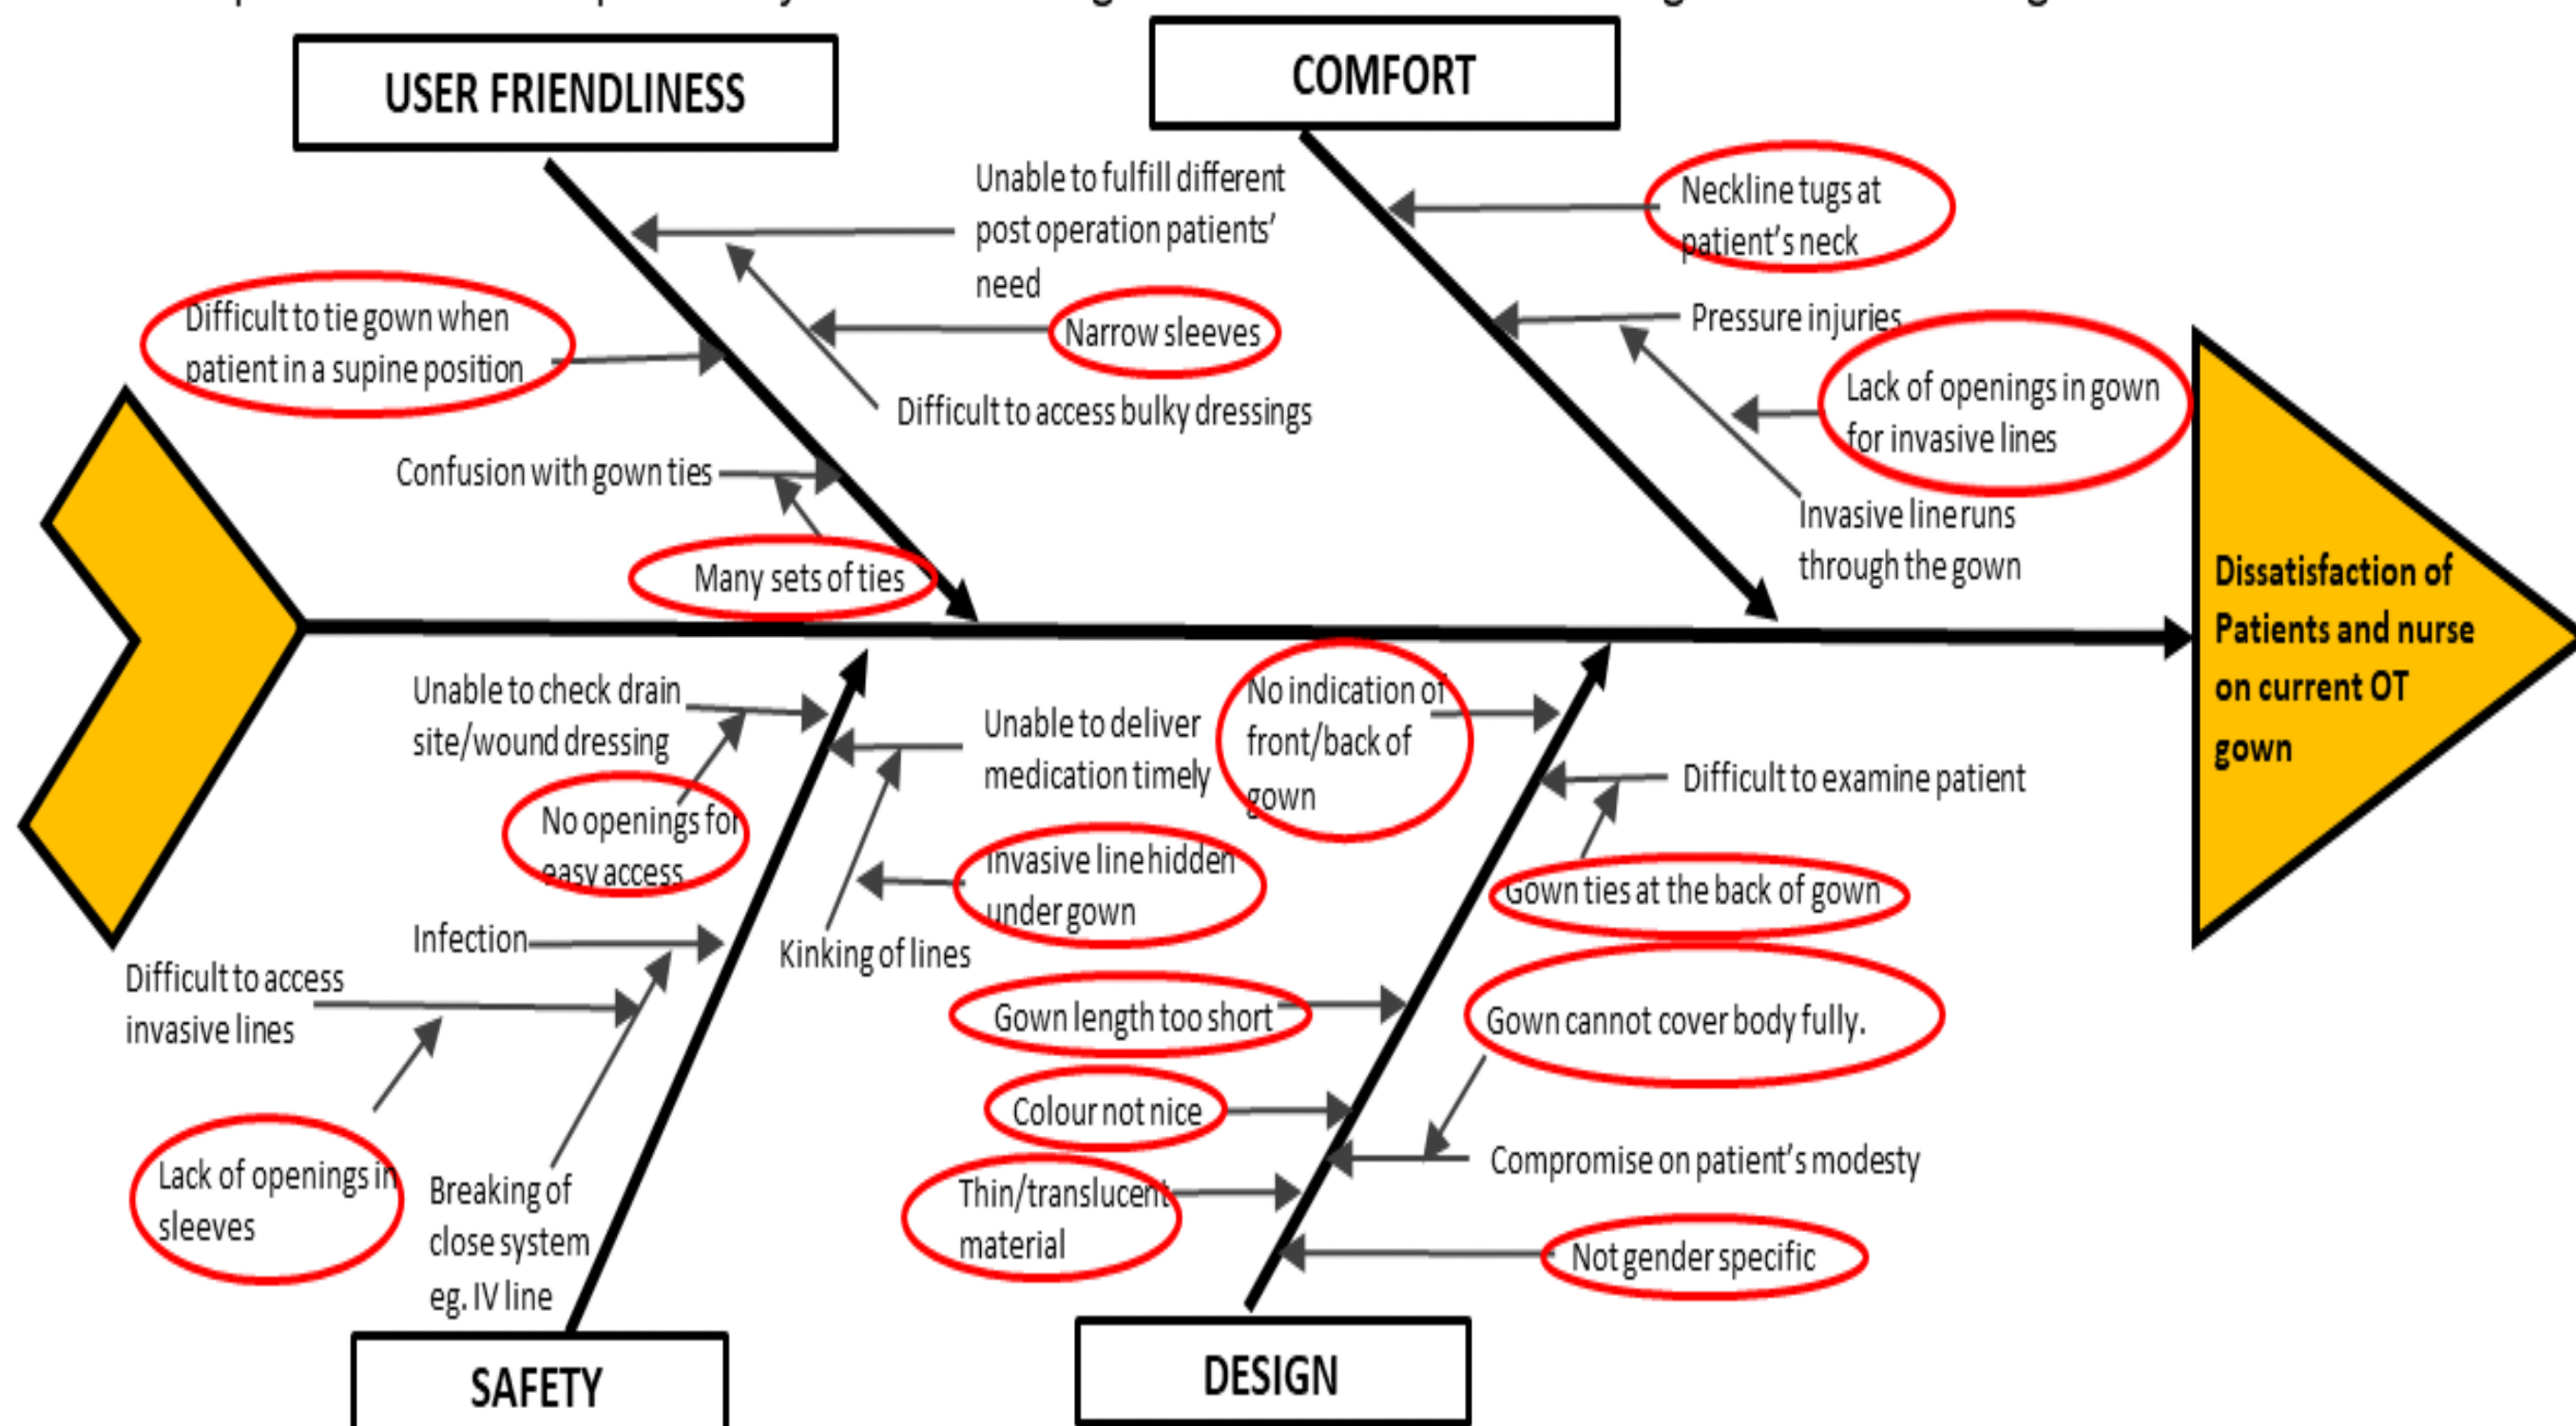 USER FRIENDLINESS
COMFORT
Unable to fulfill different
post operation patients'
need
Neckline tugs at
patient's neck
Difficult to tie gown when
patient in a supine position
Narrow sleeves
Pressure injuries
Difficult to access bulky dressings
Lack of openings in gown
for invasive lines
Confusion with gown ties
Invasive line runs
through the gown
Many sets of ties
Dissatisfaction of
Patients and nurse
on current OT
gown
Unable to check drain
site/wound dressing
Unable to deliver
medication timely
No indication of
front/back of
gown
Difficult to examine patient
No openings for
easy access
Invasive line hidden
under gown
Gown ties at the back of gown
Infection
Kinking of lines
Difficult to access
invasive lines
Gown length too short
Gown cannot cover body fully.
Colour not nice
Compromise on patient's modesty
Lack of openings in
sleeves
Breaking of
close system
eg. IV line
Thin/translucent
material
Not gender specific
SAFETY
DESIGN